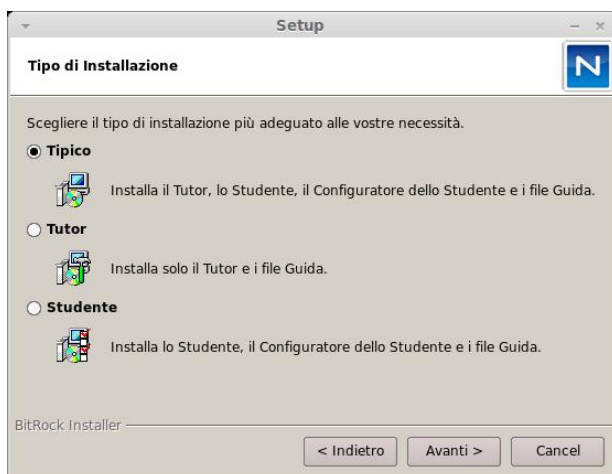 Setup
Tipo di Installazione
N
Scegliere il tipo di installazione più adeguato alle vostre necessità.
Tipico
Installa il Tutor, lo Studente, il Configuratore dello Studente e i file Guida.
Tutor
Installa solo il Tutor e i file Guida.
Studente
Installa lo Studente, il Configuratore dello Studente e i file Guida.
BitRock Installer
< Indietro Avanti > Cancel